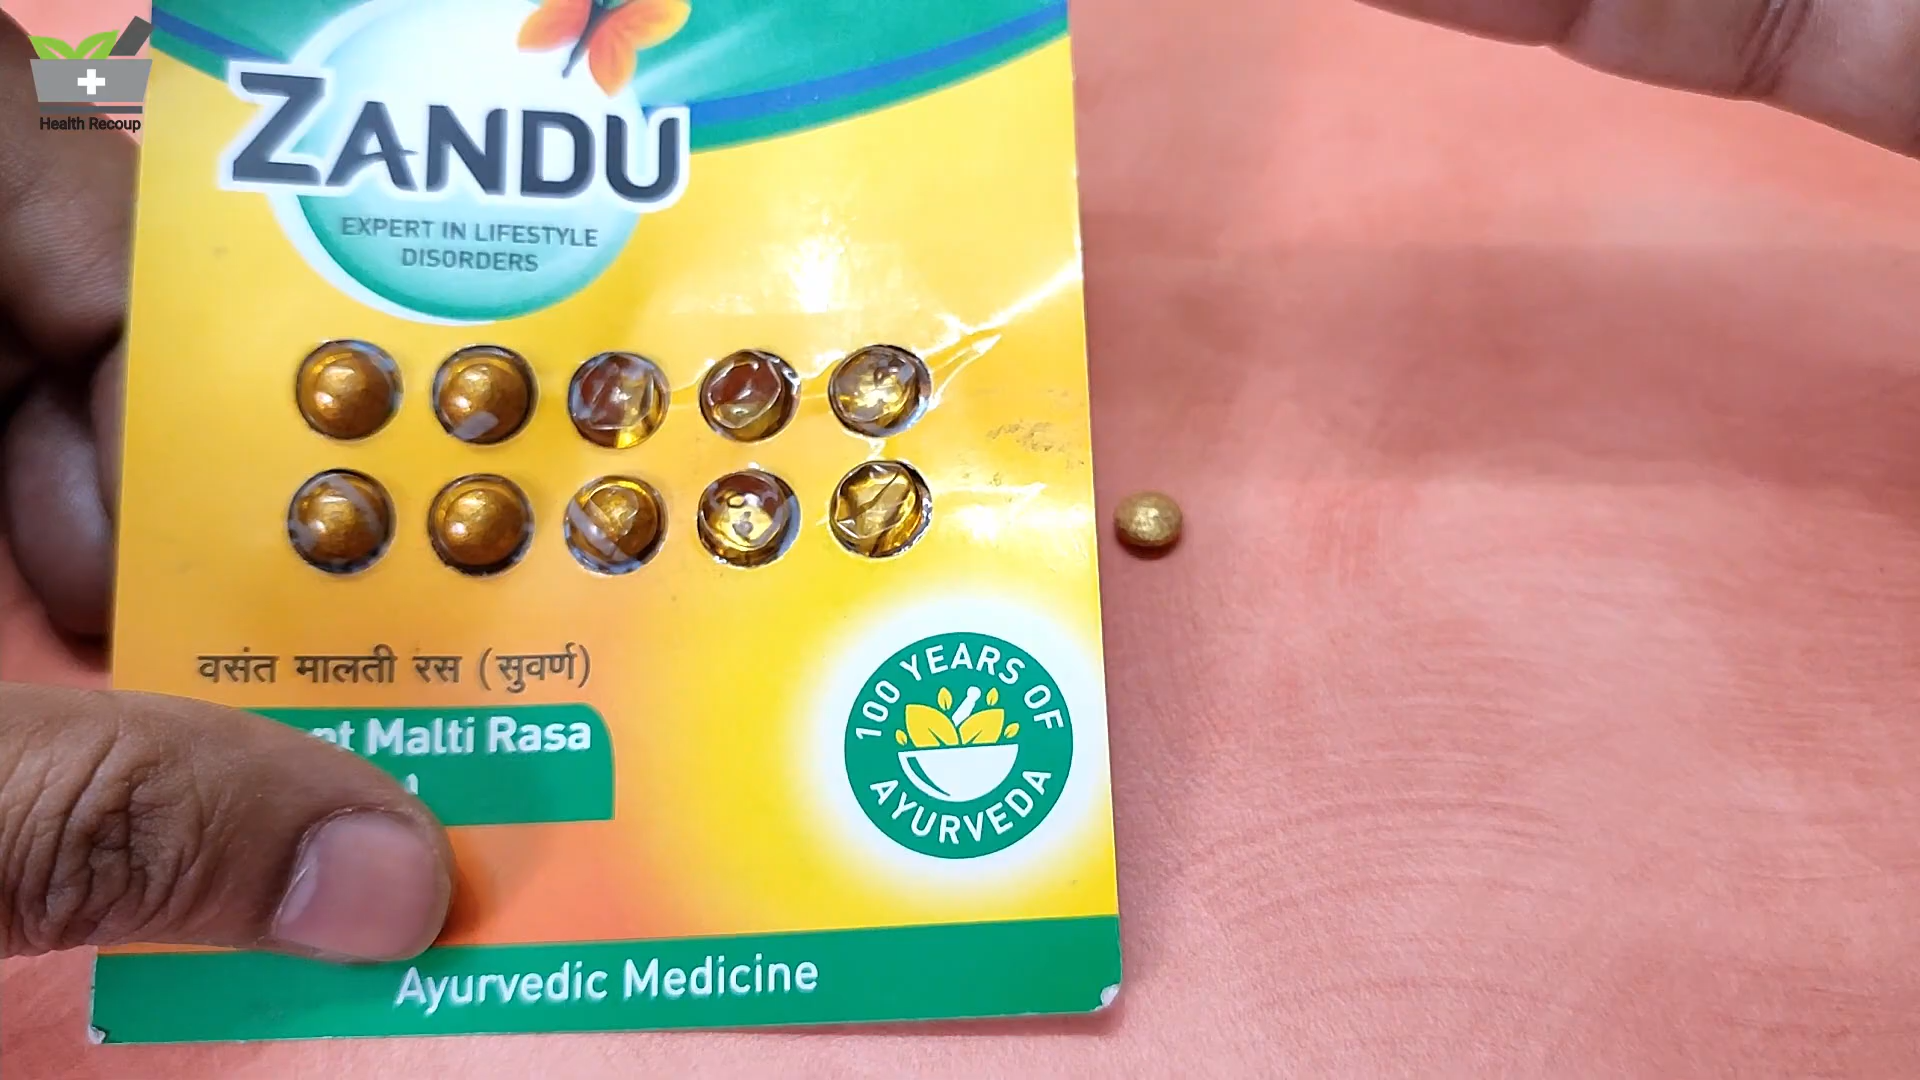 Health Recoup
ZANDU
EXPERT IN LIFESTYLE
DISORDERS
वसंत मालती रस (सुवर्ण)
Malti Rasa
100 YEARS OF
AYURVEDA
Ayurvedic Medicine